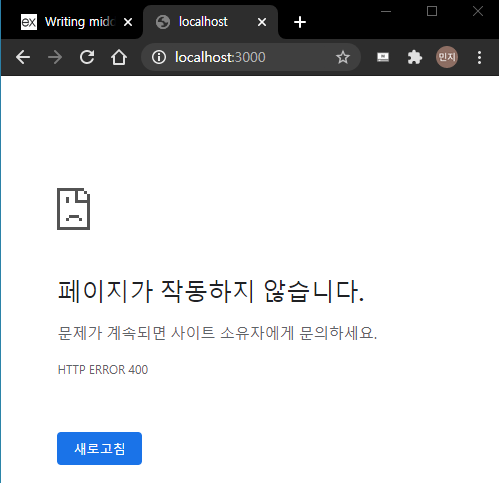 ex Writing midd
localhost
localhost:3000
민지
페이지가 작동하지 않습니다.
문제가 계속되면 사이트 소유자에게 문의하세요.
HTTP ERROR 400
새로고침